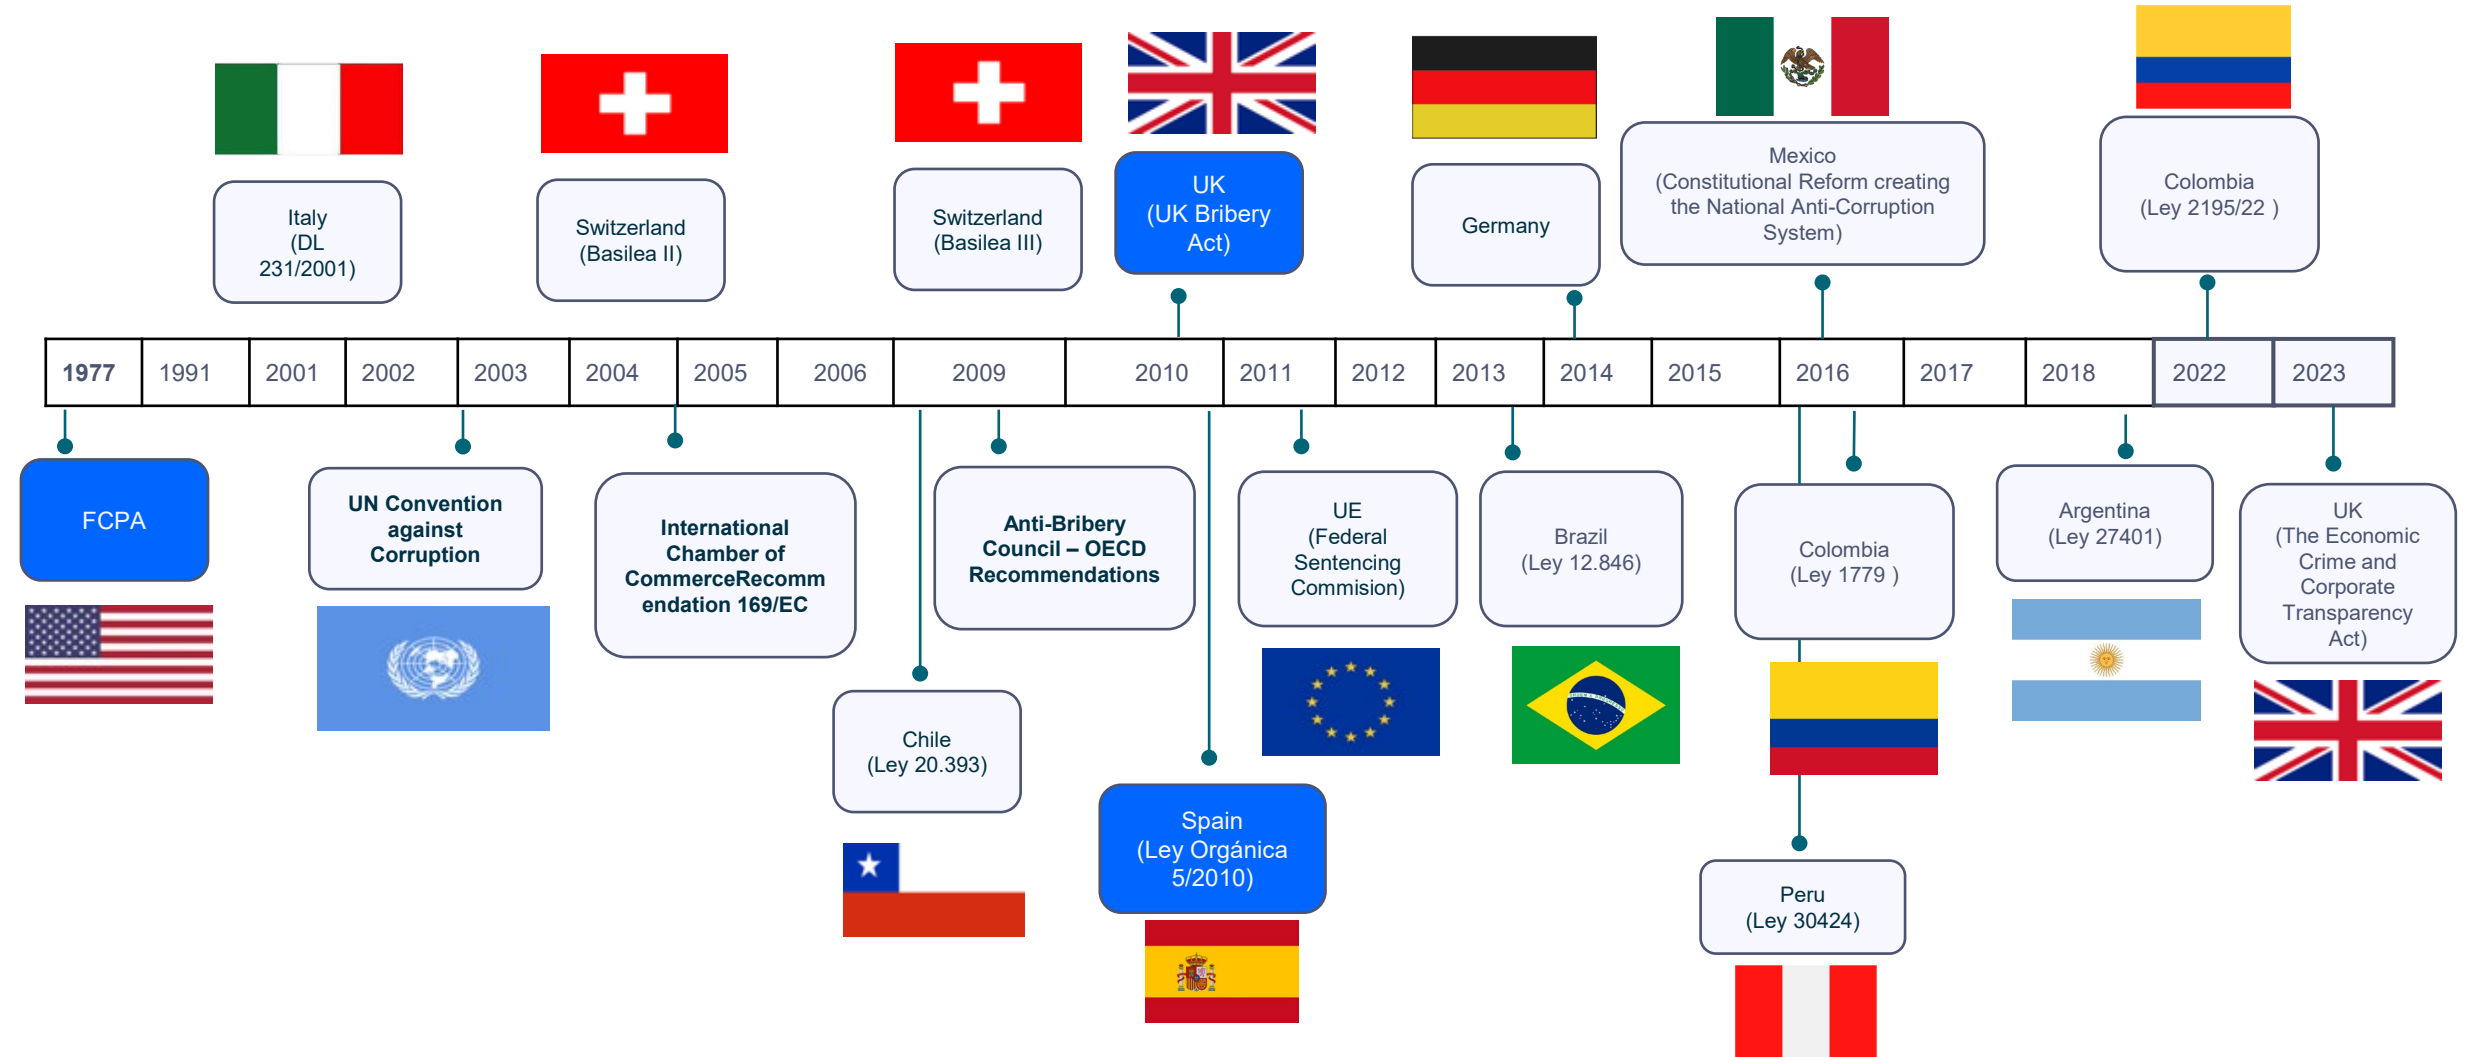 Italy
(DL
231/2001)
Switzerland
(Basilea II)
Switzerland
(Basilea III)
UK
(UK Bribery
Act)
Germany
Mexico
(Constitutional Reform creating
the National Anti-Corruption
System)
Colombia
(Ley 2195/22 )
1977 1991 2001 2002 2003 2004 2005 2006 2009 2010 2011 2012 2013 2014 2015 2016 2017 2018 2022 2023
FCPA
UN Convention
against
Corruption
International
Chamber of
CommerceRecomm
endation 169/EC
Chile
(Ley 20.393)
Anti-Bribery
Council – OECD
Recommendations
Spain
(Ley Orgánica
5/2010)
UE
(Federal
Sentencing
Commision)
Brazil
(Ley 12.846)
Colombia
(Ley 1779 )
Peru
(Ley 30424)
Argentina
(Ley 27401)
UK
(The Economic
Crime and
Corporate
Transparency
Act)